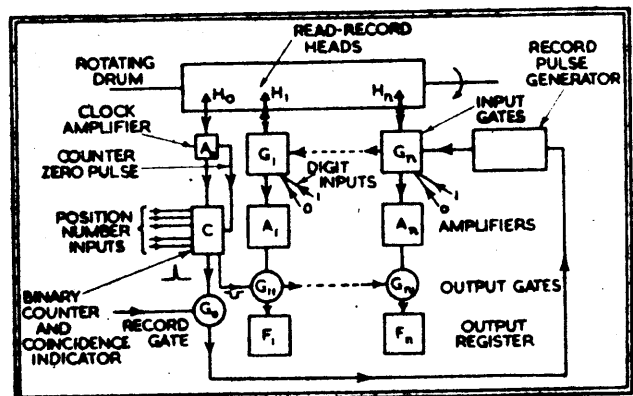 READ-RECORD
HEADS
RECORD
PULSE
GENERATOR
ROTATING
DRUM
H₀
H₁
Hₙ
CLOCK
AMPLIFIER
INPUT
GATES
COUNTER
ZERO PULSE
G₁
Gₙ
DIGIT
INPUTS
1
0
1
0
POSITION
NUMBER
INPUTS
C
A₁
Aₙ
AMPLIFIERS
BINARY
COUNTER
AND
COINCIDENCE
INDICATOR
RECORD
GATE
G₀
G₁₁
OUTPUT GATES
F₁
Fₙ
OUTPUT
REGISTER